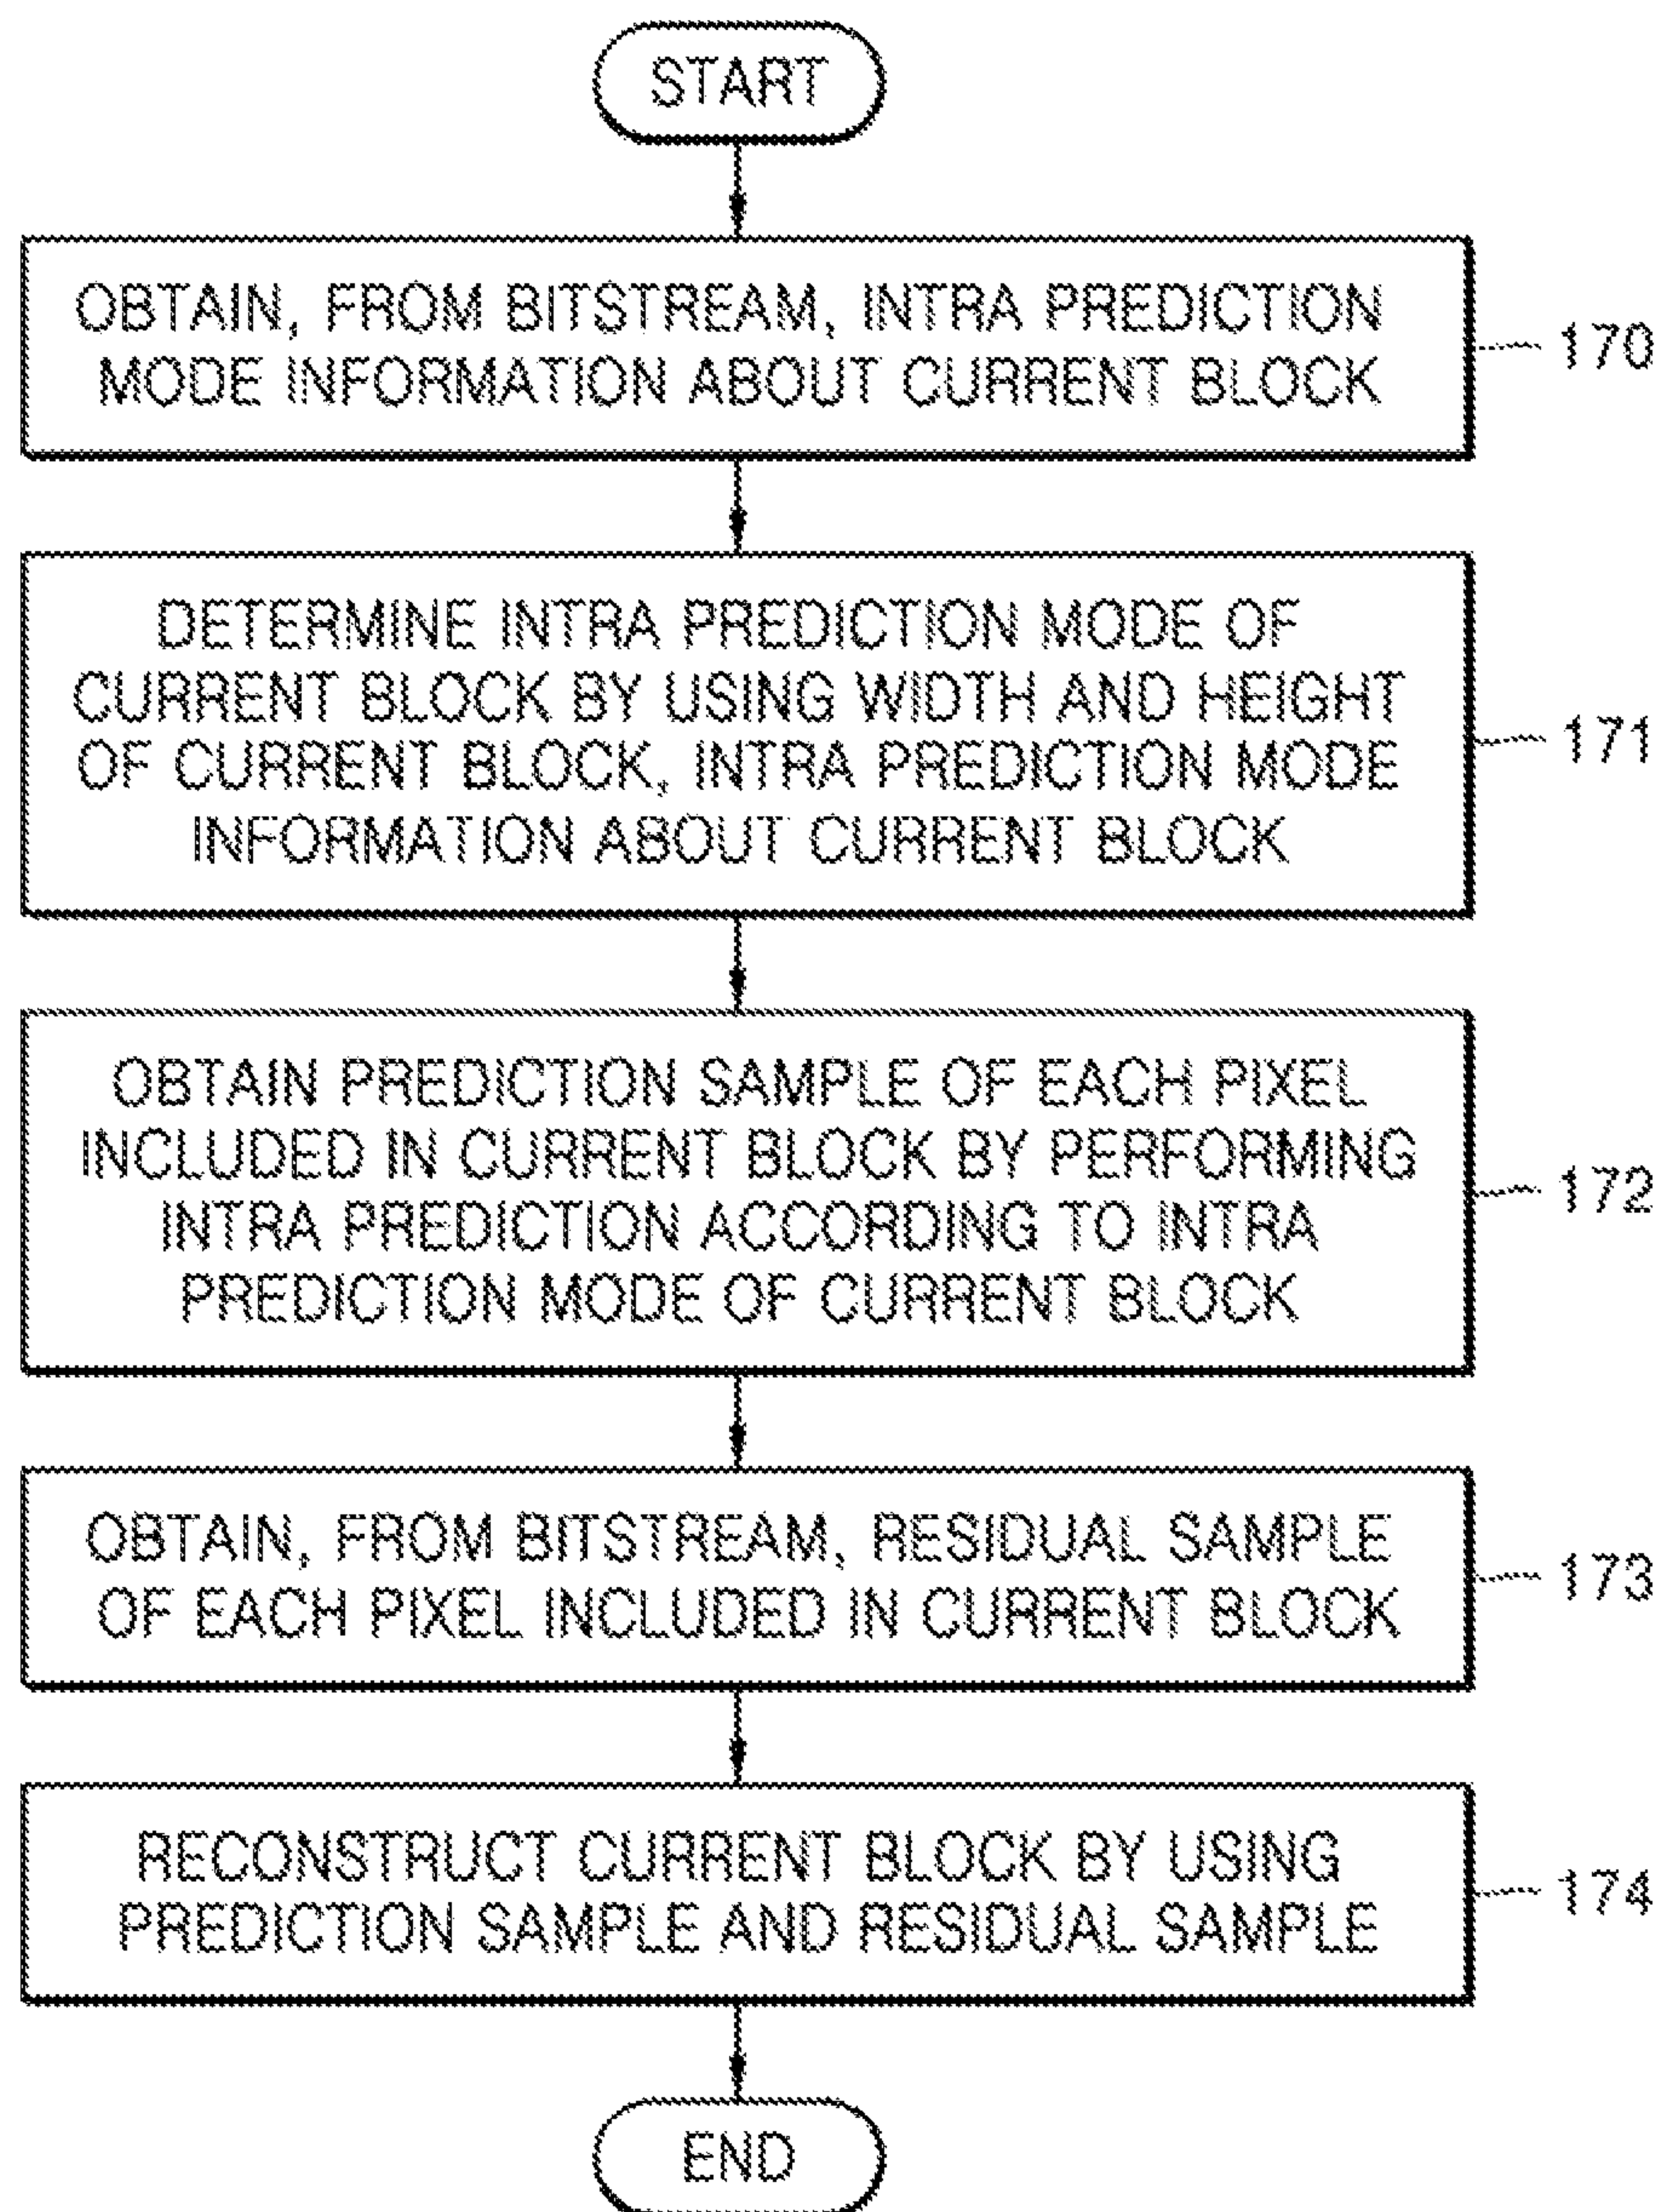 START
OBTAIN, FROM BITSTREAM, INTRA PREDICTION
MODE INFORMATION ABOUT CURRENT BLOCK
170
DETERMINE INTRA PREDICTION MODE OF
CURRENT BLOCK BY USING WIDTH AND HEIGHT
OF CURRENT BLOCK, INTRA PREDICTION MODE
INFORMATION ABOUT CURRENT BLOCK
171
OBTAIN PREDICTION SAMPLE OF EACH PIXEL
INCLUDED IN CURRENT BLOCK BY PERFORMING
INTRA PREDICTION ACCORDING TO INTRA
PREDICTION MODE OF CURRENT BLOCK
172
OBTAIN, FROM BITSTREAM, RESIDUAL SAMPLE
OF EACH PIXEL INCLUDED IN CURRENT BLOCK
173
RECONSTRUCT CURRENT BLOCK BY USING
PREDICTION SAMPLE AND RESIDUAL SAMPLE
174
END